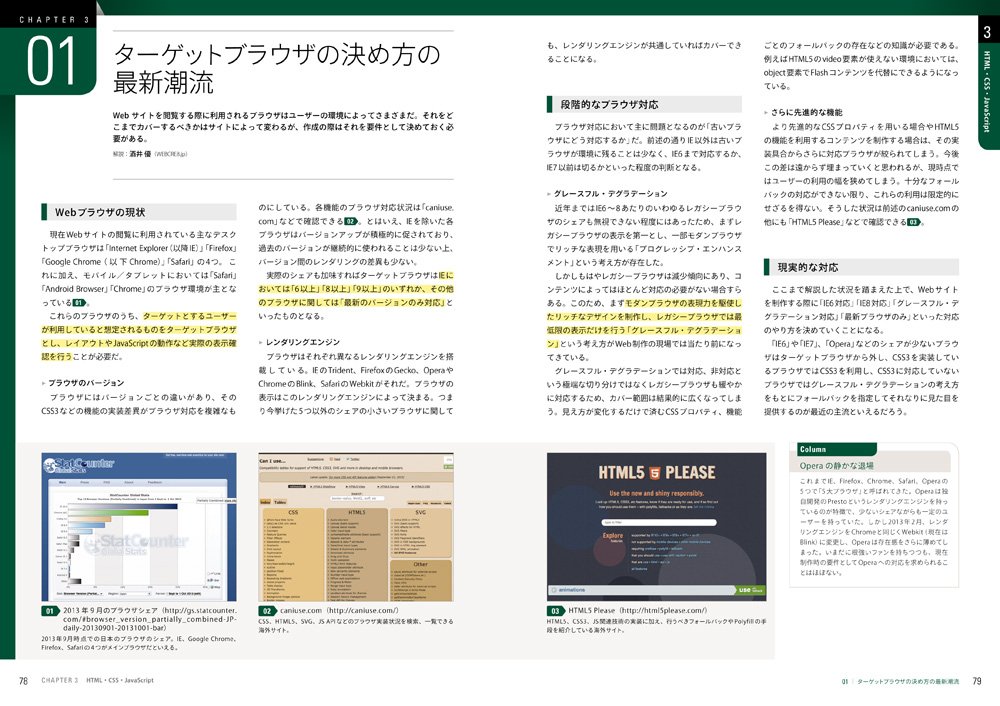 CHAPTER 3
01
ターゲットブラウザの決め方の
最新潮流
Web サイトを閲覧する際に利用されるブラウザはユーザーの環境によってさまざまだ。それをど
こまでカバーするべきかはサイトによって変わるが、作成の際はそれを要件として決めておく必
要がある。
解説：酒井 優（WEBCRE8.jp）
Webブラウザの現状
現在Webサイトの閲覧に利用されている主なデスク
トップブラウザは「Internet Explorer（以降IE）」「Firefox」
「Google Chrome（以下Chrome）」「Safari」の4つ。こ
れに加え、モバイル／タブレットにおいては「Safari」
「Android Browser」「Chrome」のブラウザ環境が主とな
っている 01 。
これらのブラウザのうち、ターゲットとするユーザー
が利用していると想定されるものをターゲットブラウザ
とし、レイアウトやJavaScriptの動作など実際の表示確
認を行うことが必要だ。
▸ ブラウザのバージョン
ブラウザにはバージョンごとの違いがあり、その
CSS3などの機能の実装差異がブラウザ対応を複雑なも
のにしている。各機能のブラウザ対応状況は「caniuse.
com」などで確認できる 02 。とはいえ、IEを除いた各
ブラウザはバージョンアップが積極的に促されており、
過去のバージョンが継続的に使われることは少ない上、
バージョン間のレンダリングの差異も少ない。
実際のシェアも加味すればターゲットブラウザはIEに
おいては「6以上」「8以上」「9以上」のいずれか、その他
のブラウザに関しては「最新のバージョンのみ対応」と
いったものとなる。
▸ レンダリングエンジン
ブラウザはそれぞれ異なるレンダリングエンジンを搭
載している。IEのTrident、FirefoxのGecko、Operaや
ChromeのBlink、SafariのWebkitがそれだ。ブラウザの
表示はこのレンダリングエンジンによって決まる。つま
り今挙げた5つ以外のシェアの小さいブラウザに関して
も、レンダリングエンジンが共通していればカバーでき
ることになる。
段階的なブラウザ対応
ブラウザ対応において主に問題となるのが「古いブラ
ウザにどう対応するか」だ。前述の通りIE以外は古いブ
ラウザが環境に残ることは少なく、IE6まで対応するか、
IE7以前は切るかといった程度の判断となる。
▸ グレースフル・デグラデーション
近年まではIE6〜8あたりのいわゆるレガシーブラウ
ザのシェアも無視できない程度にはあったため、まずレ
ガシーブラウザの表示を第一とし、一部モダンブラウザ
でリッチな表現を用いる「プログレッシブ・エンハンス
メント」という考え方が存在した。
しかしもはやレガシーブラウザは減少傾向にあり、コ
ンテンツによってはほとんど対応の必要がない場合すら
ある。このため、まずモダンブラウザの表現力を駆使し
たリッチなデザインを制作し、レガシーブラウザでは最
低限の表示だけを行う「グレースフル・デグラデーショ
ン」という考え方がWeb制作の現場では当たり前になっ
てきている。
グレースフル・デグラデーションでは対応、非対応と
いう極端な切り分けではなくレガシーブラウザも緩やか
に対応するため、カバー範囲は結果的に広くなってしま
う。見え方が変化するだけで済むCSSプロパティ、機能
ごとのフォールバックの存在などの知識が必要である。
例えばHTML5のvideo要素が使えない環境においては、
object要素でFlashコンテンツを代替にできるようになっ
ている。
▸ さらに先進的な機能
より先進的なCSSプロパティを用いる場合やHTML5
の機能を利用するコンテンツを制作する場合は、その実
装具合からさらに対応ブラウザが絞られてしまう。今後
この差は遠からず埋まっていくと思われるが、現時点で
はユーザーの利用の幅を狭めてしまう。十分なフォール
バックの対応ができない限り、これらの利用は限定的に
せざるを得ない。そうした状況は前述のcaniuse.comの
他にも「HTML5 Please」などで確認できる 03 。
現実的な対応
ここまで解説した状況を踏まえた上で、Webサイト
を制作する際に「IE6対応」「IE8対応」「グレースフル・デ
グラデーション対応」「最新ブラウザのみ」といった対応
のやり方を決めていくことになる。
「IE6」や「IE7」、「Opera」などのシェアが少ないブラウ
ザはターゲットブラウザから外し、CSS3を実装してい
るブラウザではCSS3を利用し、CSS3に対応していない
ブラウザではグレースフル・デグラデーションの考え方
をもとにフォールバックを指定してそれなりに見た目を
提供するのが最近の主流といえるだろう。
3
HTML・CSS・JavaScript
StatCounter
GlobalStats
Can I use...
CSS
HTML5
SVG
JS API
Other
HTML5 5 PLEASE
Use the new and shiny responsibly.
Explore
features
animations
USE
01 2013年9月のブラウザシェア（http://gs.statcounter.
com/#browser_version_partially_combined-JP-
daily-20130901-20131001-bar）
2013年9月時点での日本のブラウザのシェア。IE、Google Chrome、
Firefox、Safariの4つがメインブラウザだといえる。
02 caniuse.com（http://caniuse.com/）
CSS、HTML5、SVG、JS APIなどのブラウザ実装状況を検索、一覧できる
海外サイト。
03 HTML5 Please（http://html5please.com/）
HTML5、CSS3、JS関連技術の実装に加え、行うべきフォールバックやPolyfillの手
段を紹介している海外サイト。
Column
Opera の静かな退場
これまでIE、Firefox、Chrome、Safari、Operaの
5つで「5大ブラウザ」と呼ばれてきた。Operaは独
自開発のPrestoというレンダリングエンジンを持っ
ているのが特徴で、少ないシェアながらも一定のユ
ーザーを持っていた。しかし2013年2月、レンダ
リングエンジンをChromeと同じくWebkit（現在は
Blink）に変更し、Operaは存在感をさらに薄めてし
まった。いまだに根強いファンを持ちつつも、現在
制作時の要件としてOperaへの対応を求められるこ
とはほぼない。
78 CHAPTER 3 HTML・CSS・JavaScript
01 ターゲットブラウザの決め方の最新潮流 79